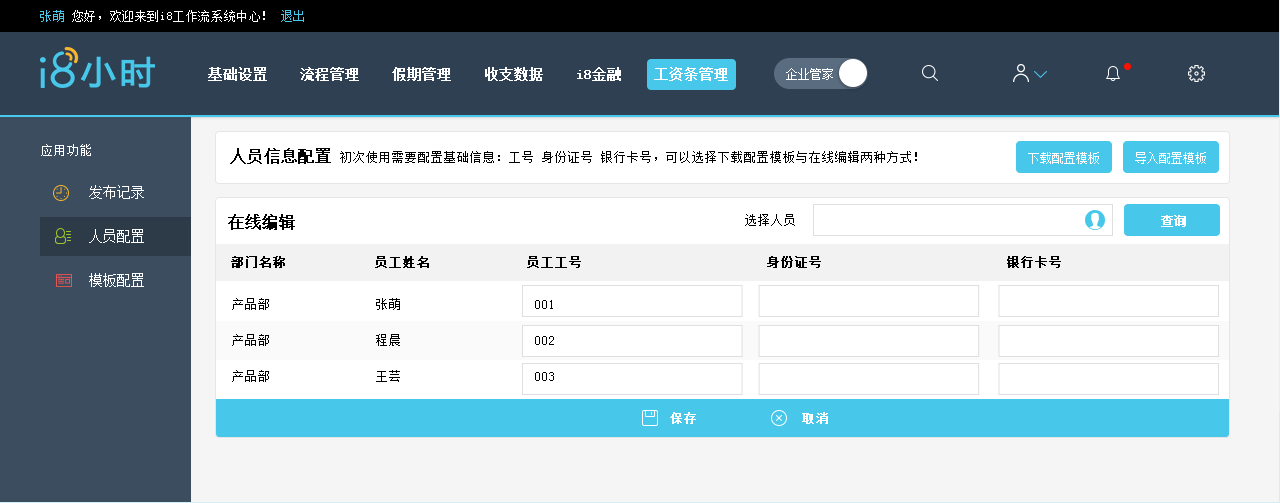 张萌 您好，欢迎来到i8工作流系统中心！ 退出
i8小时
基础设置 流程管理 假期管理 收支数据 i8金融 工资条管理 企业管家
应用功能
发布记录
人员配置
模板配置
人员信息配置 初次使用需要配置基础信息：工号 身份证号 银行卡号，可以选择下载配置模板与在线编辑两种方式！ 下载配置模板 导入配置模板
在线编辑 选择人员 查询
部门名称 员工姓名 员工工号 身份证号 银行卡号
产品部 张萌 001
产品部 程晨 002
产品部 王芸 003
保存 取消